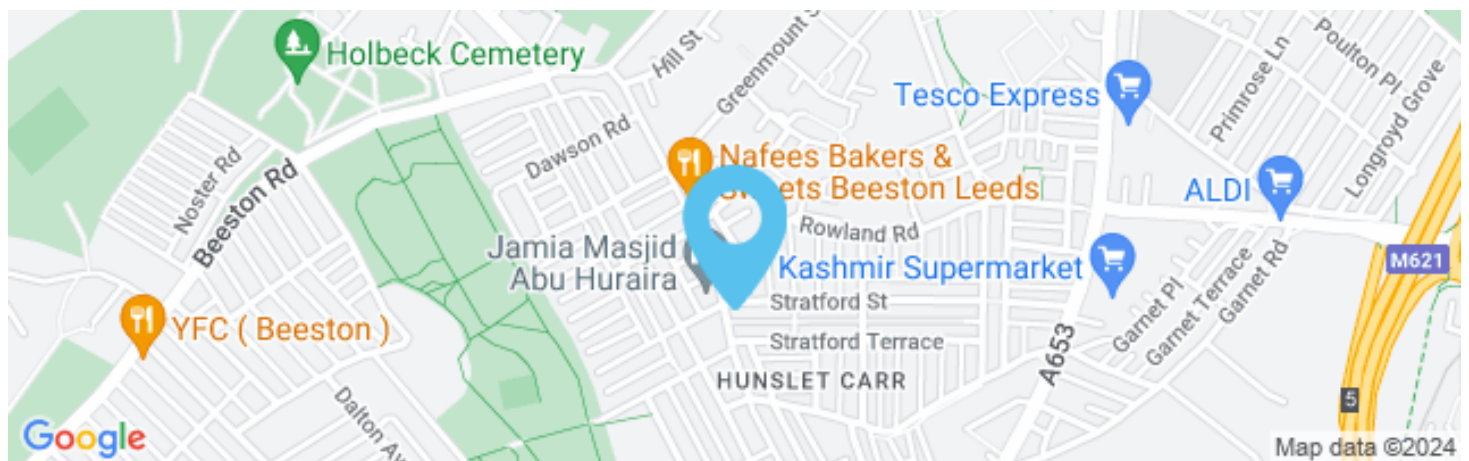 Holbeck Cemetery
Hill St
Greenmount S
Tesco Express
Primrose Ln
Poulton Pl
Longroyd Grove
Dawson Rd
Noster Rd
Beeston Rd
Nafees Bakers &
Sweets Beeston Leeds
ALDI
Rowland Rd
Jamia Masjid
Abu Huraira
Kashmir Supermarket
M621
Stratford St
Garnet Pl
Garnet Terrace
Garnet Rd
YFC ( Beeston )
Stratford Terrace
A653
HUNSLET CARR
Dalton Av
5
Google
Map data ©2024